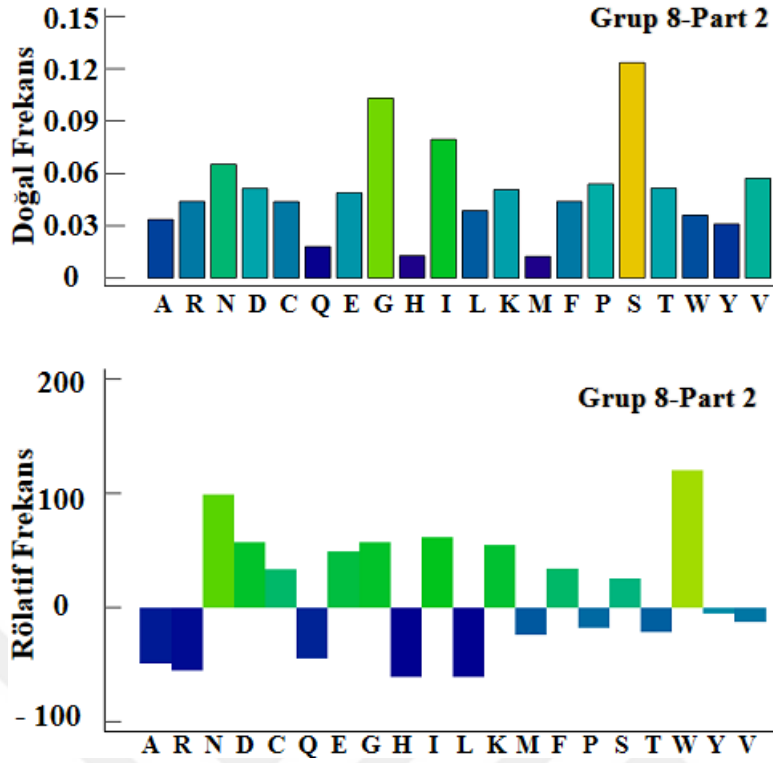 Grup 8-Part 2
Doğal Frekans
0.15
0.12
0.09
0.06
0.03
0
A R N D C Q E G H I L K M F P S T W Y V
Grup 8-Part 2
Rölatif Frekans
200
100
0
- 100
A R N D C Q E G H I L K M F P S T W Y V